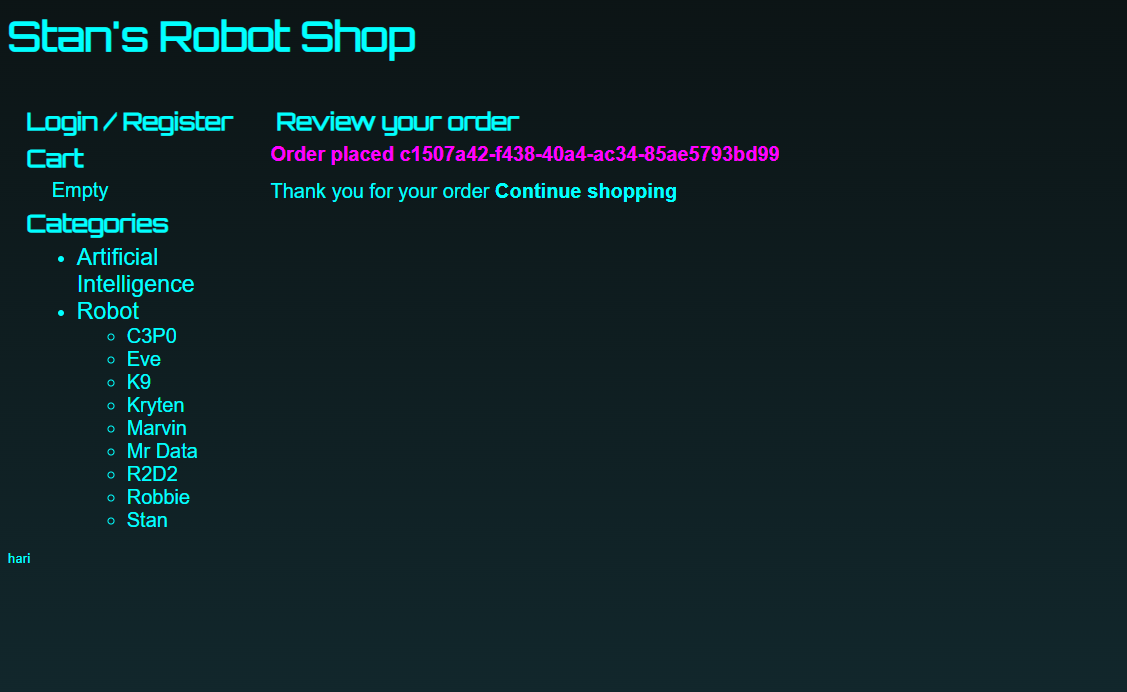 Stan's Robot Shop
Login / Register
Cart
Empty
Categories
Artificial
Intelligence
Robot
C3P0
Eve
K9
Kryten
Marvin
Mr Data
R2D2
Robbie
Stan
Review your order
Order placed c1507a42-f438-40a4-ac34-85ae5793bd99
Thank you for your order Continue shopping
hari